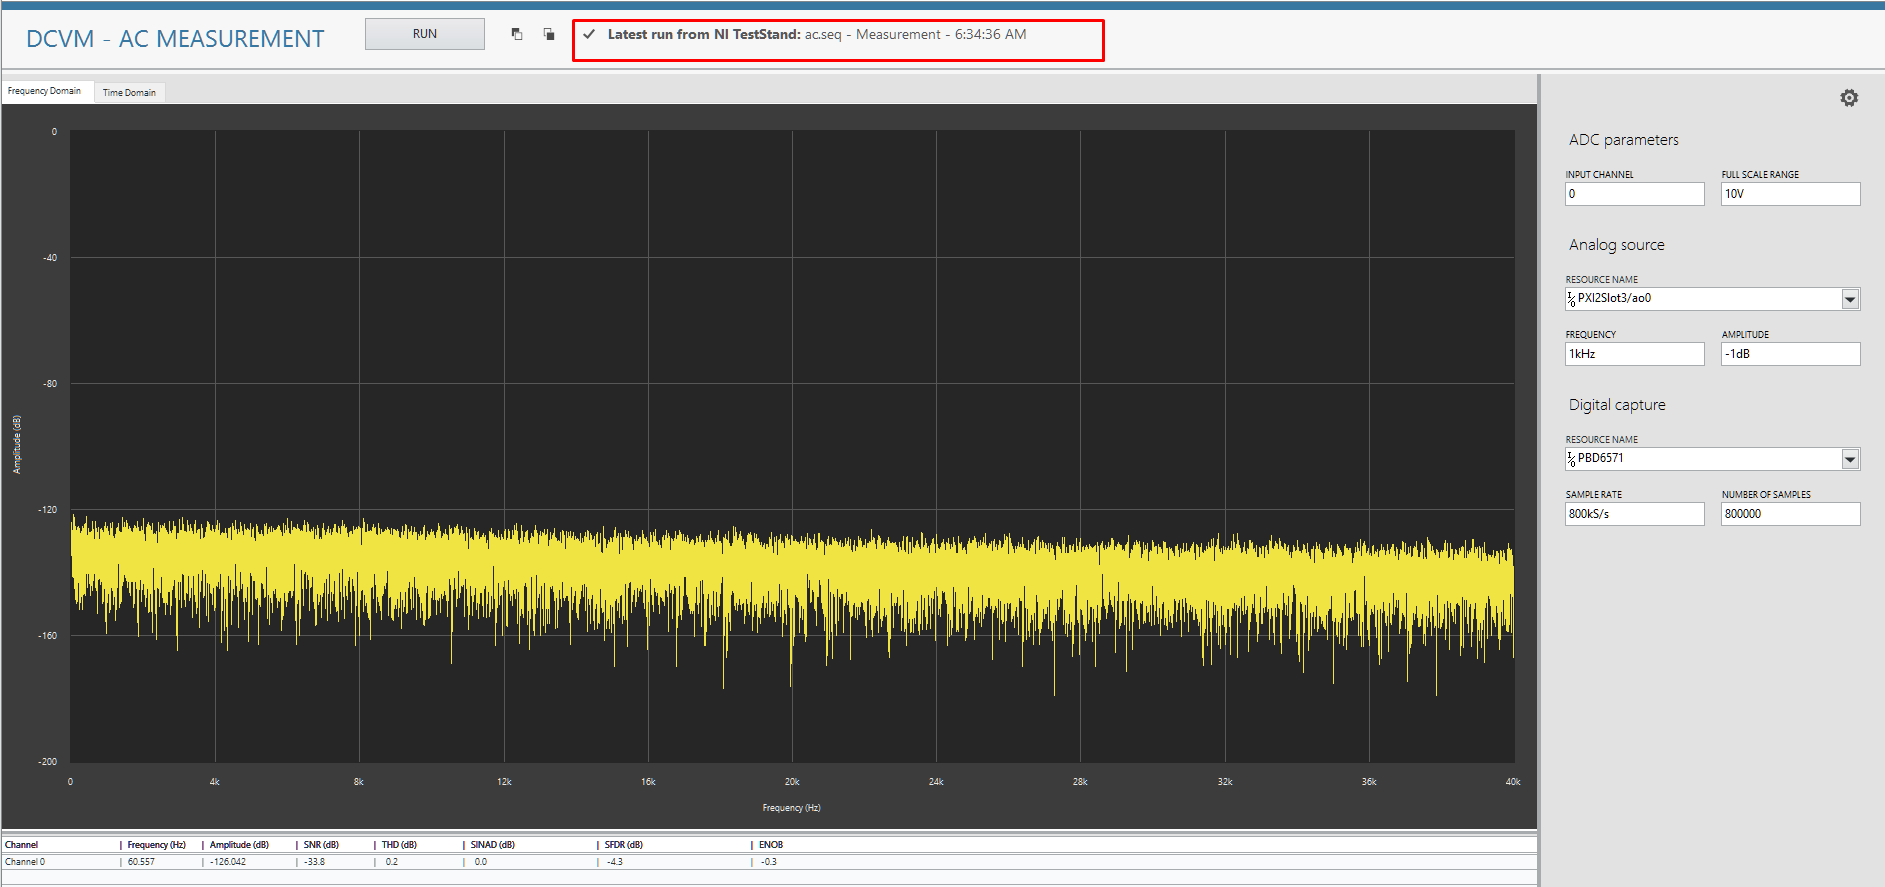 DCVM - AC MEASUREMENT
RUN
Latest run from NI TestStand: ac.seq - Measurement - 6:34:36 AM
Frequency Domain
Time Domain
0
-40
-80
-120
-160
-200
Amplitude (dB)
0 4k 8k 12k 16k 20k 24k 28k 32k 36k 40k
Frequency (Hz)
Channel Frequency (Hz) Amplitude (dB) SNR (dB) THD (dB) SINAD (dB) SFDR (dB) ENOB
Channel 0 60.557 -126.042 -33.8 0.2 0.0 -4.3 -0.3
ADC parameters
INPUT CHANNEL FULL SCALE RANGE
0 10V
Analog source
RESOURCE NAME
PXI2Slot3/ao0
FREQUENCY AMPLITUDE
1kHz -1dB
Digital capture
RESOURCE NAME
PBD6571
SAMPLE RATE NUMBER OF SAMPLES
800kS/s 800000